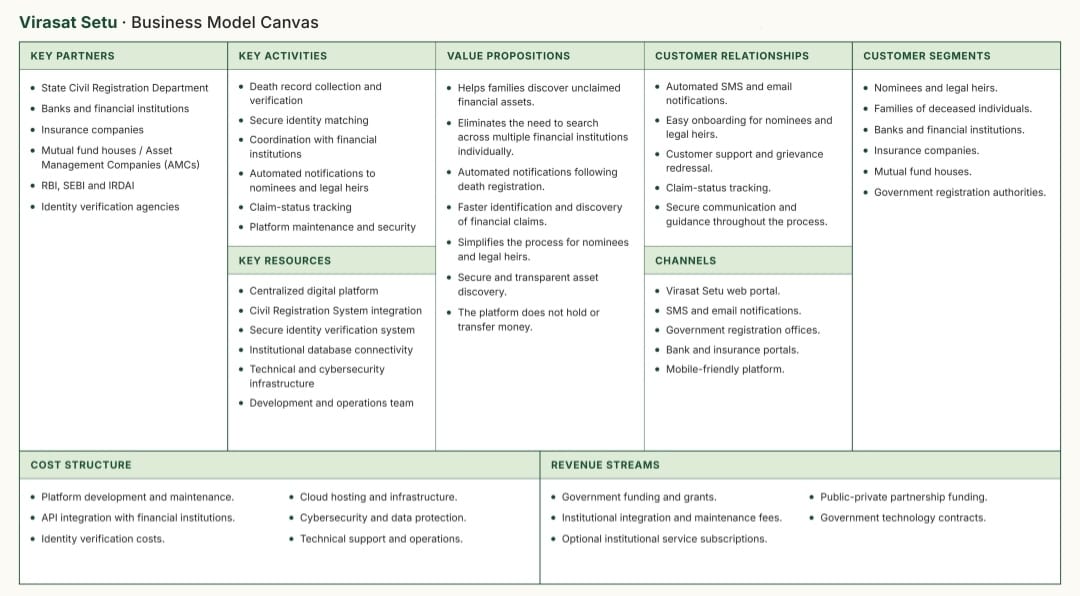 Virasat Setu · Business Model Canvas
KEY PARTNERS
• State Civil Registration Department
• Banks and financial institutions
• Insurance companies
• Mutual fund houses / Asset
Management Companies (AMCs)
• RBI, SEBI and IRDAI
• Identity verification agencies
KEY ACTIVITIES
• Death record collection and
verification
• Secure identity matching
• Coordination with financial
institutions
• Automated notifications to
nominees and legal heirs
• Claim-status tracking
• Platform maintenance and security
KEY RESOURCES
• Centralized digital platform
• Civil Registration System integration
• Secure identity verification system
• Institutional database connectivity
• Technical and cybersecurity
infrastructure
• Development and operations team
VALUE PROPOSITIONS
• Helps families discover unclaimed
financial assets.
• Eliminates the need to search
across multiple financial institutions
individually.
• Automated notifications following
death registration.
• Faster identification and discovery
of financial claims.
• Simplifies the process for nominees
and legal heirs.
• Secure and transparent asset
discovery.
• The platform does not hold or
transfer money.
CUSTOMER RELATIONSHIPS
• Automated SMS and email
notifications.
• Easy onboarding for nominees and
legal heirs.
• Customer support and grievance
redressal.
• Claim-status tracking.
• Secure communication and
guidance throughout the process.
CHANNELS
• Virasat Setu web portal.
• SMS and email notifications.
• Government registration offices.
• Bank and insurance portals.
• Mobile-friendly platform.
CUSTOMER SEGMENTS
• Nominees and legal heirs.
• Families of deceased individuals.
• Banks and financial institutions.
• Insurance companies.
• Mutual fund houses.
• Government registration authorities.
COST STRUCTURE
• Platform development and maintenance.
• API integration with financial institutions.
• Identity verification costs.
• Cloud hosting and infrastructure.
• Cybersecurity and data protection.
• Technical support and operations.
REVENUE STREAMS
• Government funding and grants.
• Institutional integration and maintenance fees.
• Optional institutional service subscriptions.
• Public-private partnership funding.
• Government technology contracts.